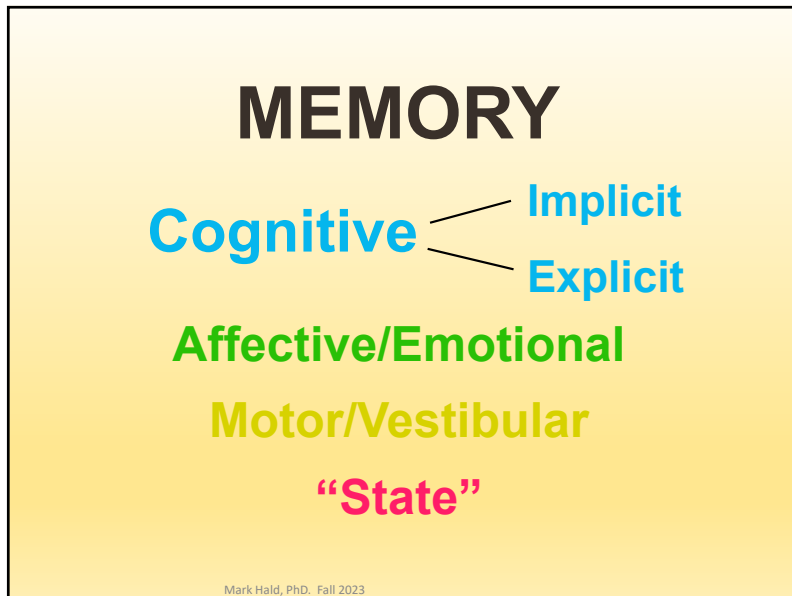 MEMORY
Cognitive
Implicit
Explicit
Affective/Emotional
Motor/Vestibular
“State”
Mark Hald, PhD.  Fall 2023